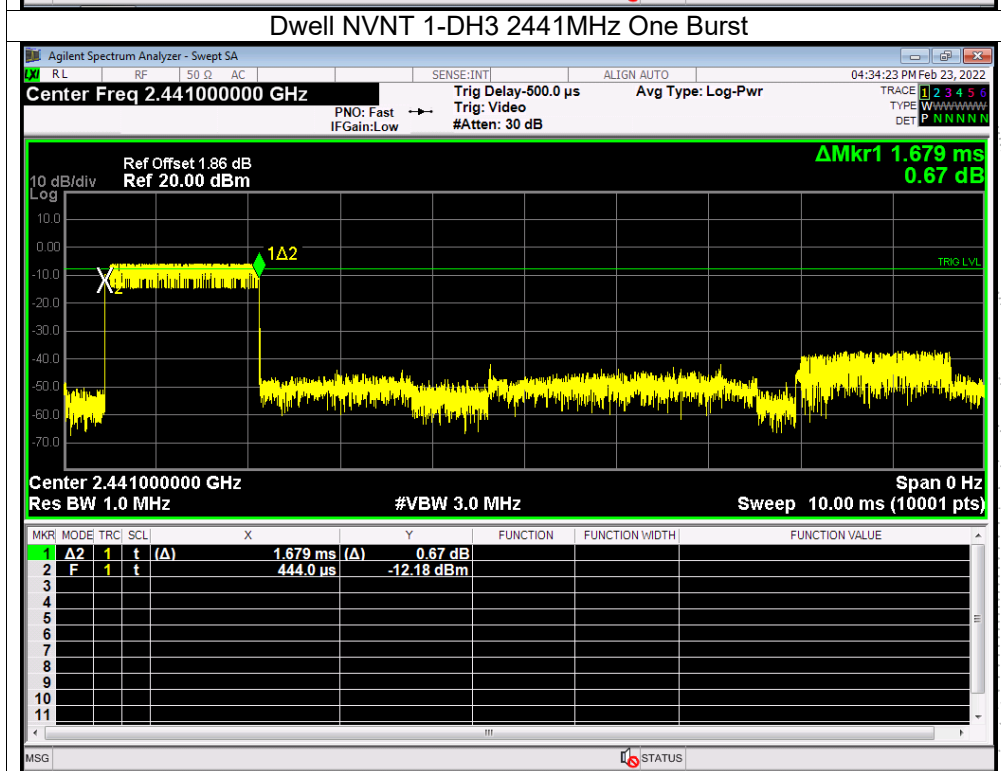 Dwell NVNT 1-DH3 2441MHz One Burst
Agilent Spectrum Analyzer - Swept SA
LXI RL RF 50 Ω AC SENSE:INT ALIGN AUTO 04:34:23 PM Feb 23, 2022
Center Freq 2.441000000 GHz
PNO: Fast
IFGain:Low
Trig Delay-500.0 µs
Trig: Video
#Atten: 30 dB
Avg Type: Log-Pwr
TRACE 1 2 3 4 5 6
TYPE WWWWWW
DET P N N N N N
ΔMkr1 1.679 ms
0.67 dB
Ref Offset 1.86 dB
10 dB/div Ref 20.00 dBm
Log
10.0
0.00
-10.0
-20.0
-30.0
-40.0
-50.0
-60.0
-70.0
1Δ2
2
TRIG LVL
Center 2.441000000 GHz Span 0 Hz
Res BW 1.0 MHz #VBW 3.0 MHz Sweep 10.00 ms (10001 pts)
MKR MODE TRC SCL X Y FUNCTION FUNCTION WIDTH FUNCTION VALUE
1 Δ2 1 t (Δ) 1.679 ms (Δ) 0.67 dB
2 F 1 t 444.0 µs -12.18 dBm
3
4
5
6
7
8
9
10
11
MSG STATUS